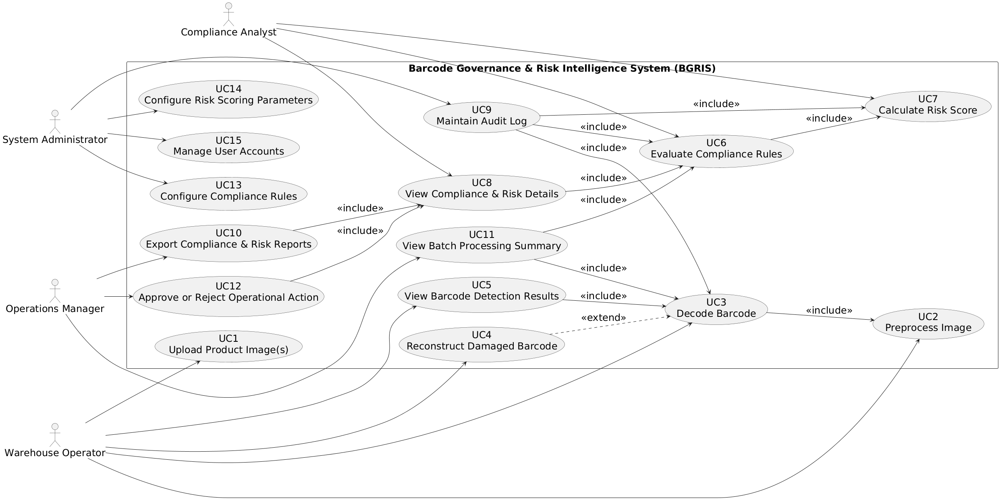 Compliance Analyst
Barcode Governance & Risk Intelligence System (BGRIS)
UC14
Configure Risk Scoring Parameters
UC7
Calculate Risk Score
«include»
UC9
Maintain Audit Log
«include»
«include»
System Administrator
UC15
Manage User Accounts
UC6
Evaluate Compliance Rules
«include»
UC13
Configure Compliance Rules
UC8
View Compliance & Risk Details
«include»
«include»
«include»
«include»
UC10
Export Compliance & Risk Reports
UC11
View Batch Processing Summary
«include»
UC12
Approve or Reject Operational Action
UC5
View Barcode Detection Results
«include»
Operations Manager
UC3
Decode Barcode
«include»
UC2
Preprocess Image
«extend»
UC1
Upload Product Image(s)
UC4
Reconstruct Damaged Barcode
Warehouse Operator